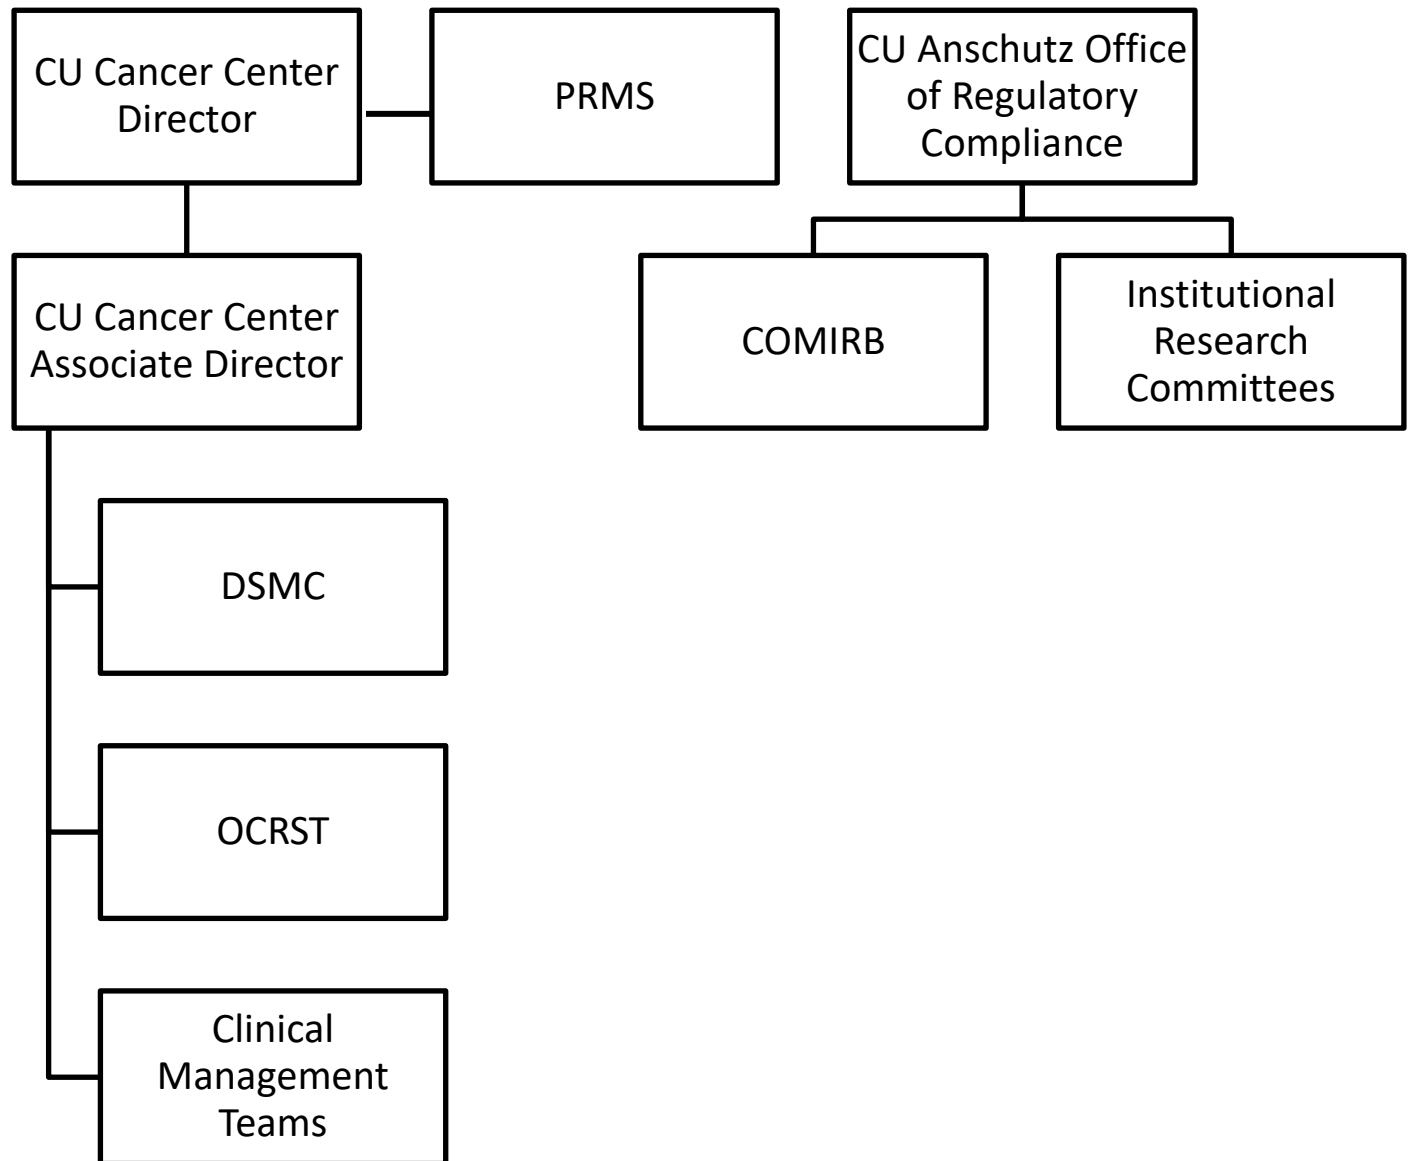 CU Cancer Center
Director
PRMS
CU Anschutz Office
of Regulatory
Compliance
CU Cancer Center
Associate Director
COMIRB
Institutional
Research
Committees
DSMC
OCRST
Clinical
Management
Teams